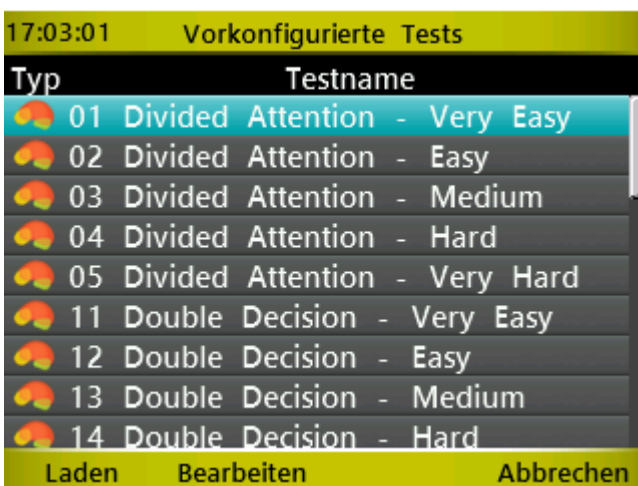 17:03:01 Vorkonfigurierte Tests
Typ Testname
01 Divided Attention - Very Easy
02 Divided Attention - Easy
03 Divided Attention - Medium
04 Divided Attention - Hard
05 Divided Attention - Very Hard
11 Double Decision - Very Easy
12 Double Decision - Easy
13 Double Decision - Medium
14 Double Decision - Hard
Laden Bearbeiten Abbrechen